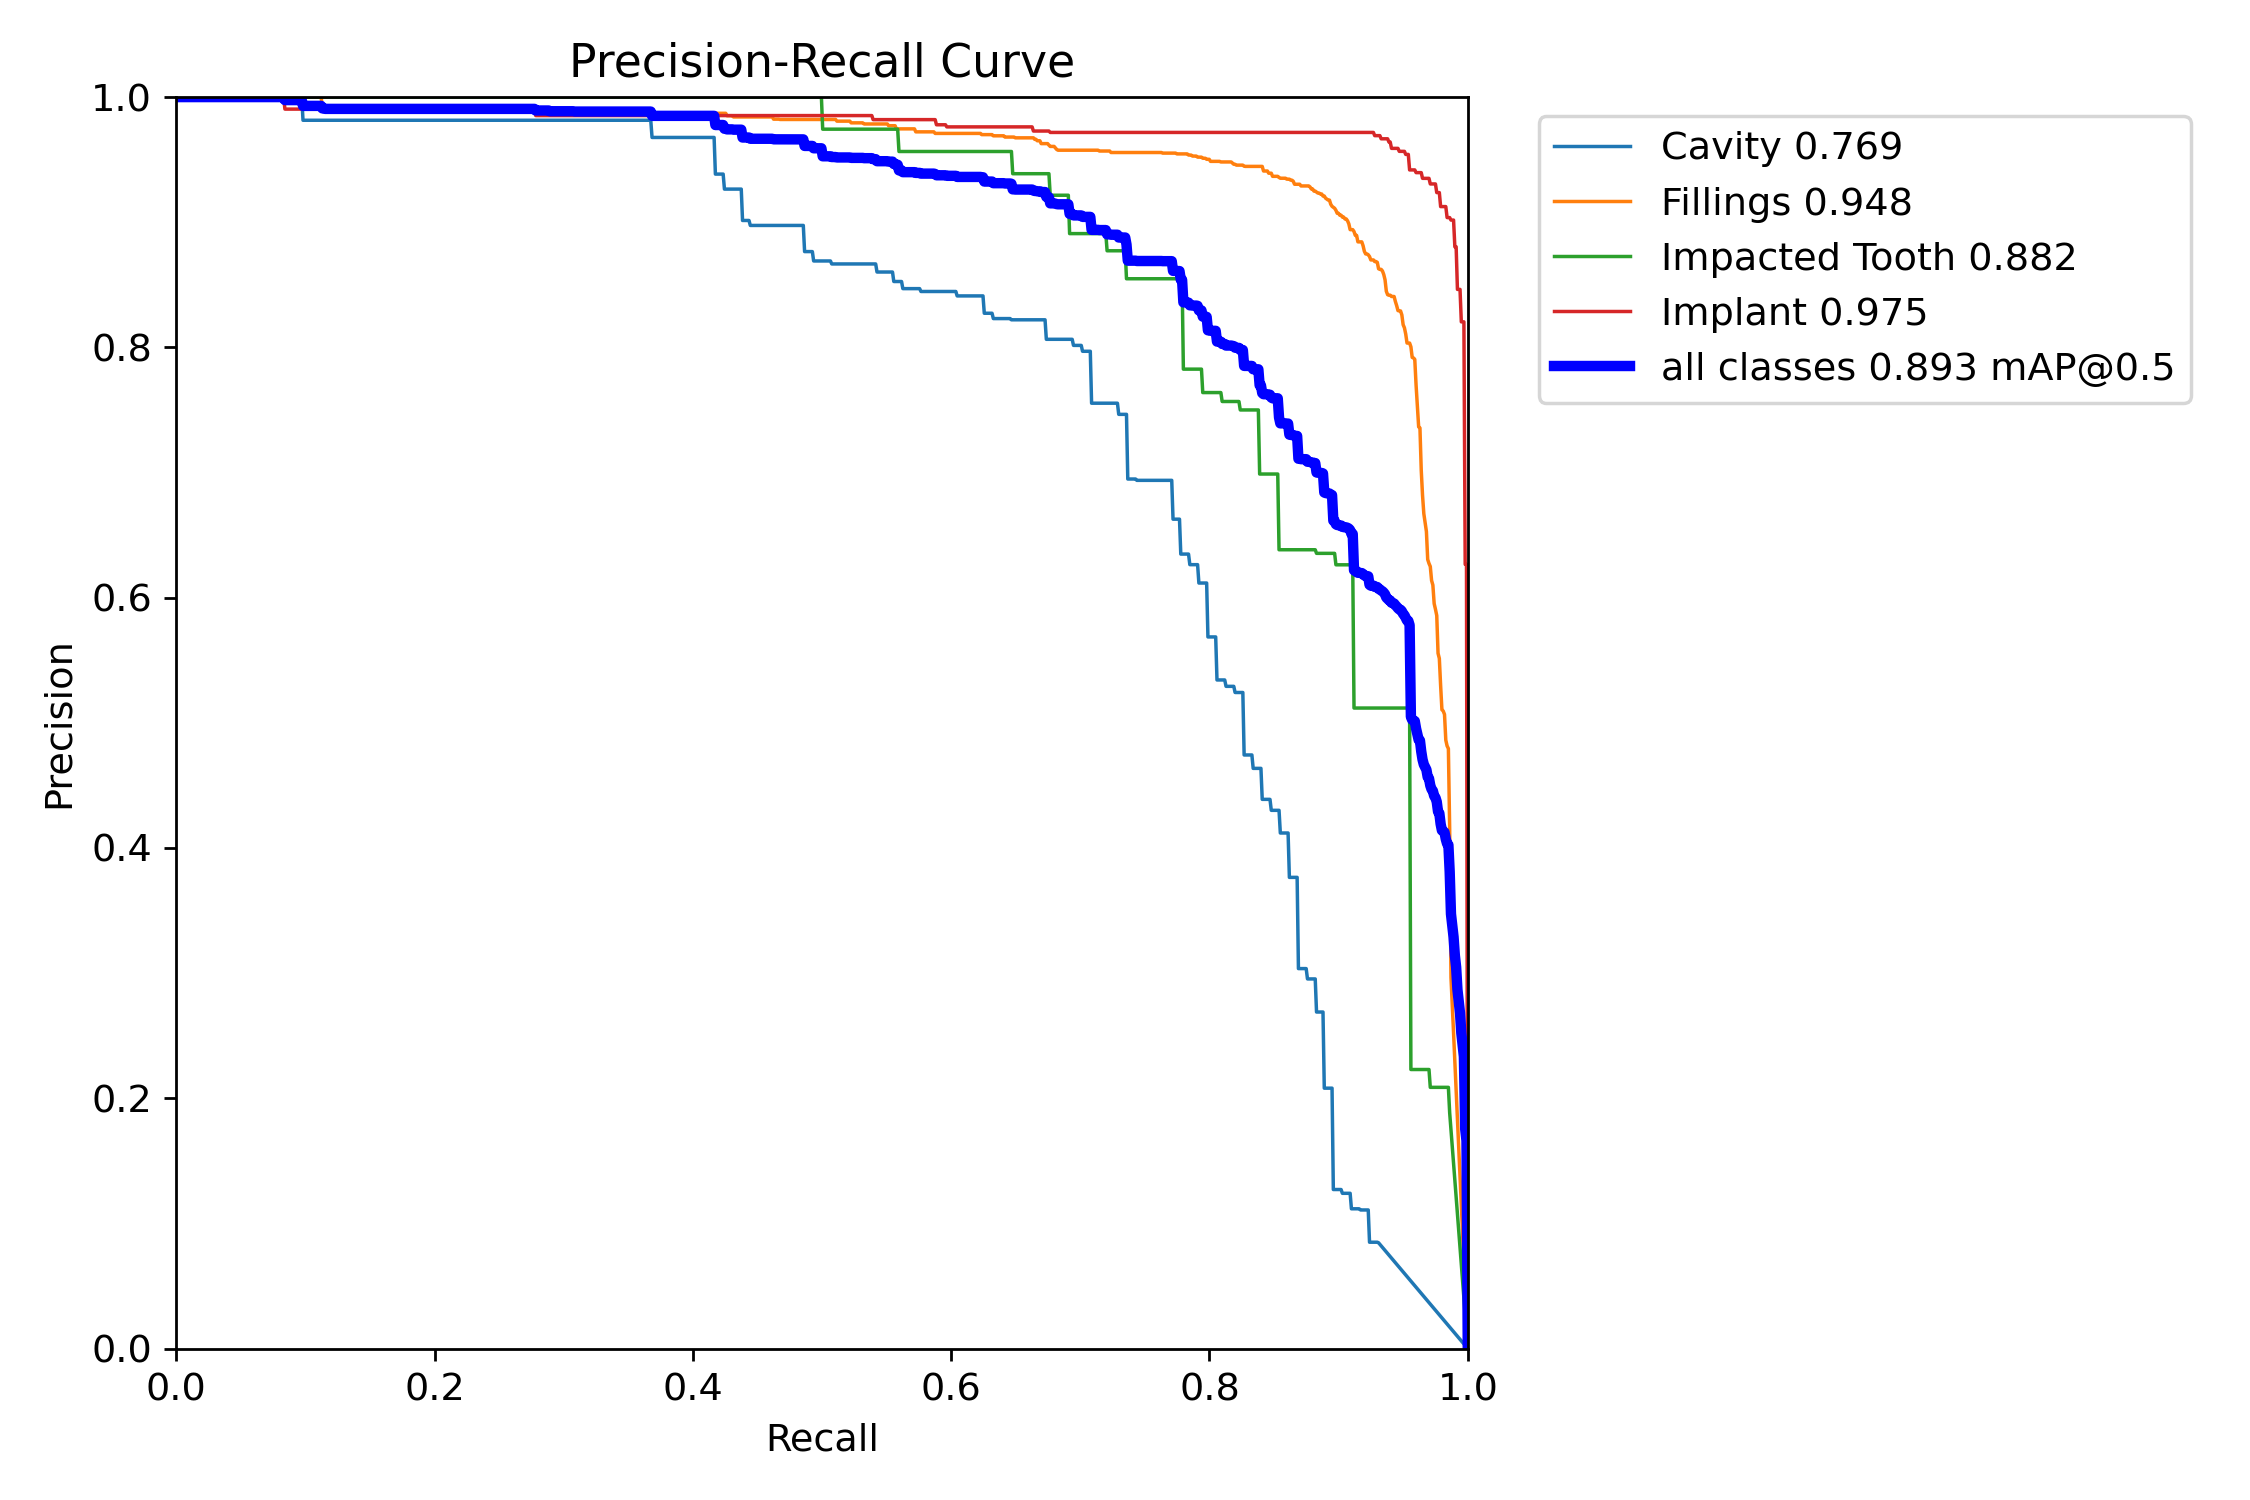 Precision-Recall Curve
1.0
0.8
0.6
0.4
0.2
0.0
Precision
0.0 0.2 0.4 0.6 0.8 1.0
Recall
Cavity 0.769
Fillings 0.948
Impacted Tooth 0.882
Implant 0.975
all classes 0.893 mAP@0.5